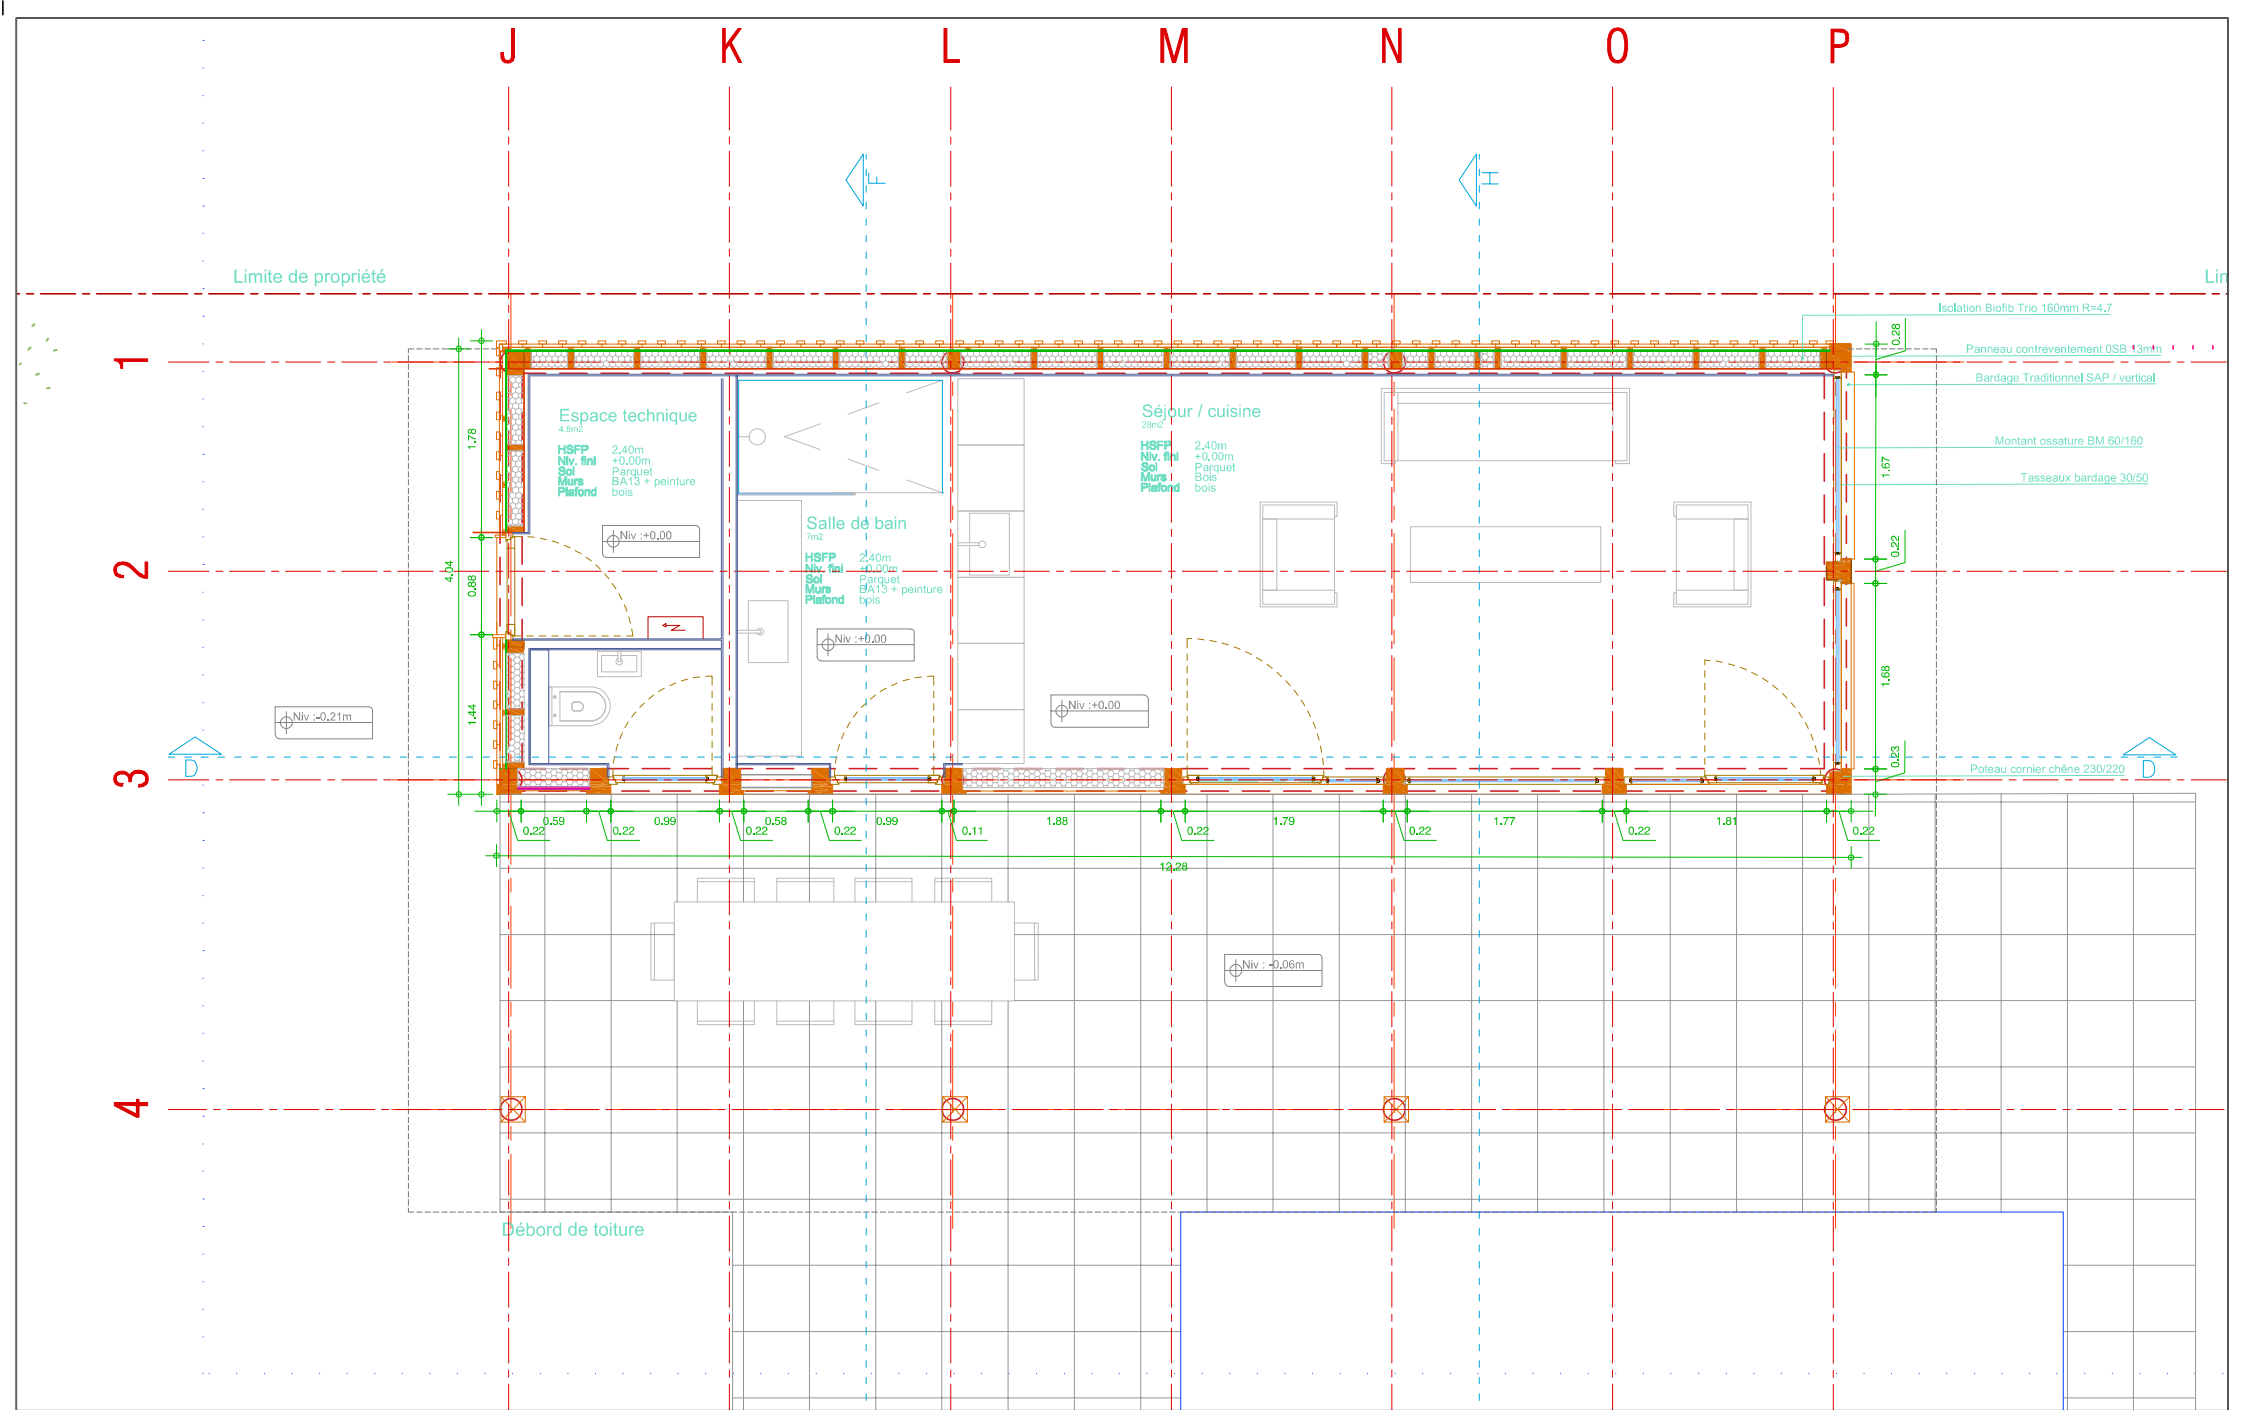 J K L M N O P
F
H
Limite de propriété
Lin
Isolation Biofib Trio 160mm R=4.7
0.28
1
Panneau contreventement OSB 13mm
Bardage Traditionnel SAP / vertical
Espace technique
4.8m2
HSFP 2.40m
Niv. fini +0.00m
Sol Parquet
Murs BA13 + peinture
Plafond bois
Séjour / cuisine
28m2
HSFP 2.40m
Niv. fini +0.00m
Sol Parquet
Murs Bois
Plafond bois
1.78
Montant ossature BM 60/160
1.67
Tasseaux bardage 30/50
Salle de bain
7m2
HSFP 2.40m
Niv. fini +0.00m
Sol Parquet
Murs BA13 + peinture
Plafond bois
Niv :+0.00
0.22
2
4.04
0.88
Niv :+0.00
1.68
Niv :+0.00
1.44
Niv :-0.21m
0.23
D
D
3
Poteau cornier chêne 230/220
0.59 0.99 0.58 0.99 1.88 1.79 1.77 1.81
0.22 0.22 0.22 0.22 0.11 0.22 0.22 0.22 0.22
12.28
Niv : -0.06m
4
Débord de toiture